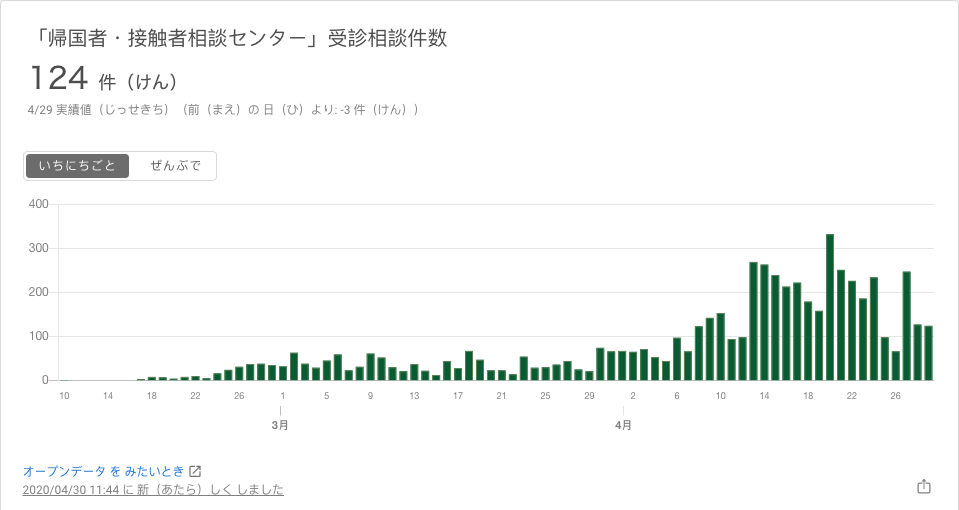 「帰国者・接触者相談センター」受診相談件数
124 件（けん）
4/29 実績値（じっせきち）（前（まえ）の 日（ひ）より: -3 件（けん））
いちにちごと ぜんぶで
400
300
200
100
0
10 14 18 22 26 1 5 9 13 17 21 25 29 2 6 10 14 18 22 26
3月 4月
オープンデータ を みたいとき
2020/04/30 11:44 に 新（あたら）しく しました